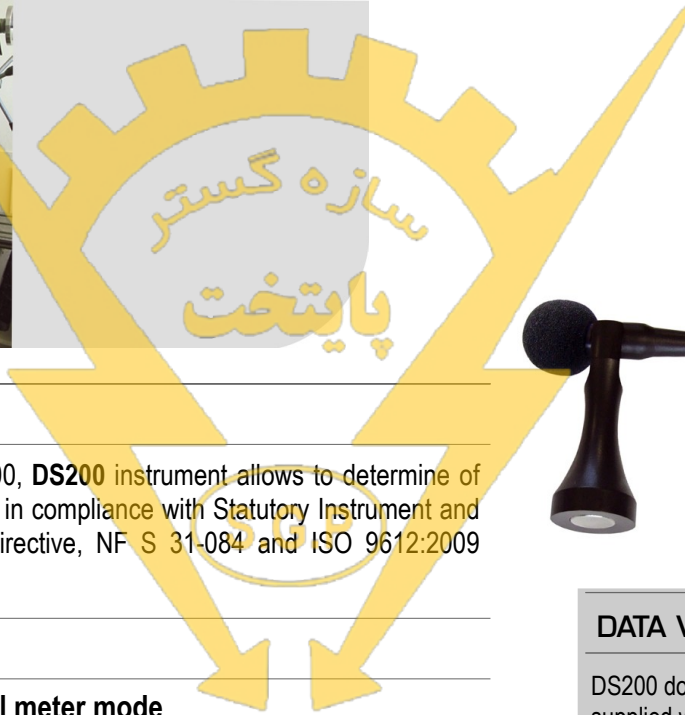 سازه گستر
پایتخت
00, DS200 instrument allows to determine of
in compliance with Statutory Instrument and
irective, NF S 31-084 and ISO 9612:2009
S.G.P
l meter mode
DATA V
DS200 do
supplied v